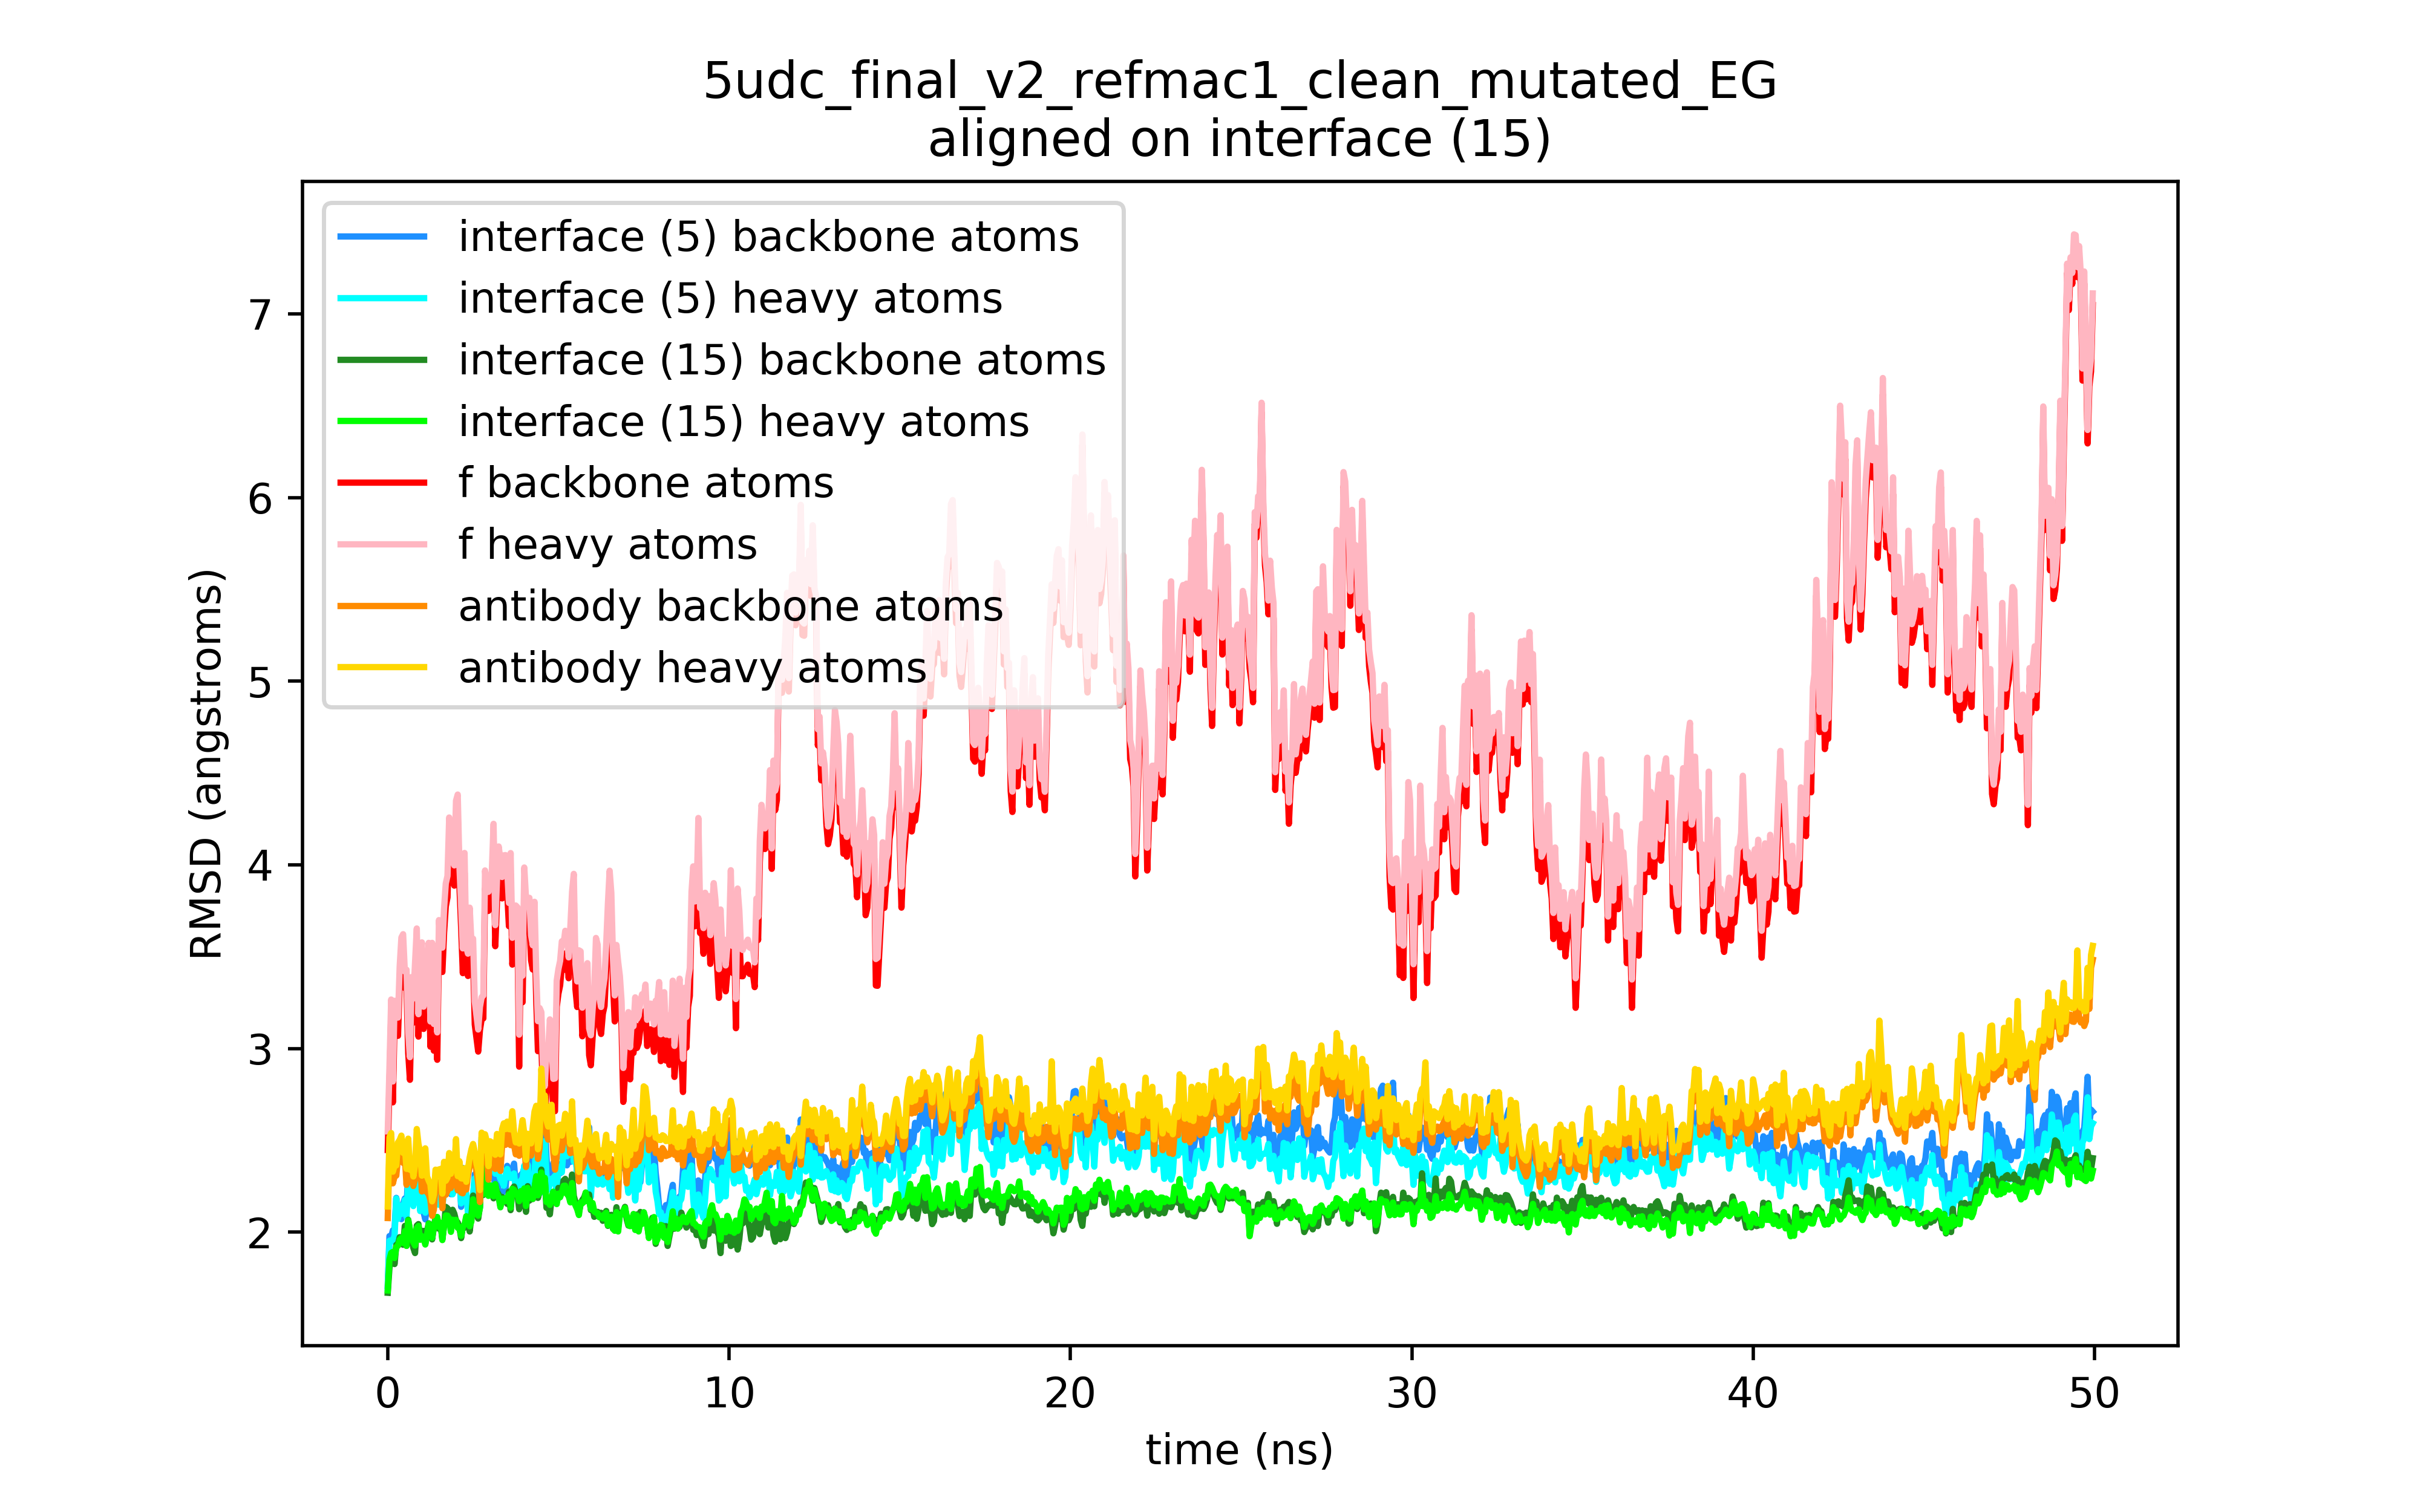 5udc_final_v2_refmac1_clean_mutated_EG
aligned on interface (15)
interface (5) backbone atoms
interface (5) heavy atoms
interface (15) backbone atoms
interface (15) heavy atoms
f backbone atoms
f heavy atoms
antibody backbone atoms
antibody heavy atoms
RMSD (angstroms)
7
6
5
4
3
2
0 10 20 30 40 50
time (ns)